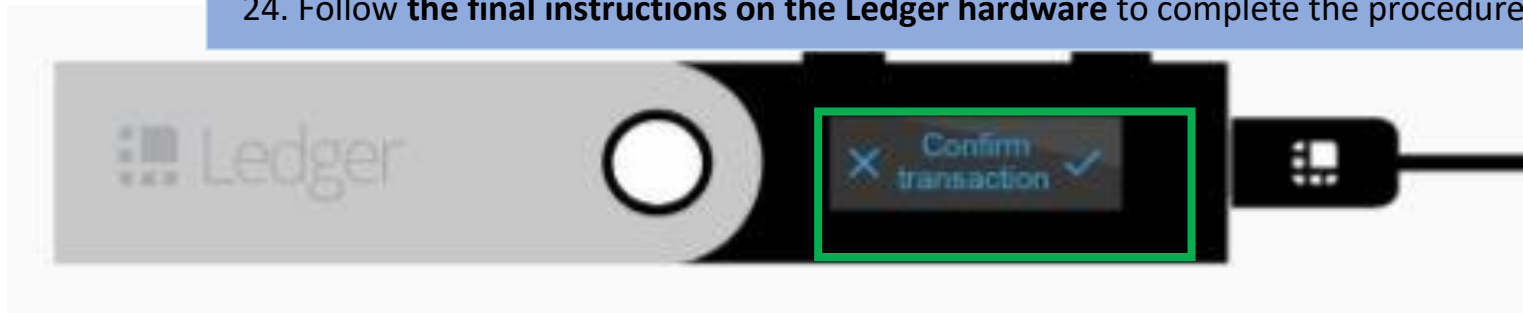 24. Follow the final instructions on the Ledger hardware to complete the procedure
Ledger
Confirm
transaction